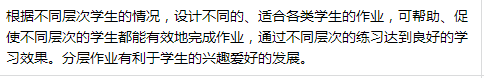 根据不同层次学生的情况，设计不同的、适合各类学生的作业，可帮助、促
使不同层次的学生都能有效地完成作业，通过不同层次的练习达到良好的学
习效果。分层作业有利于学生的兴趣爱好的发展。